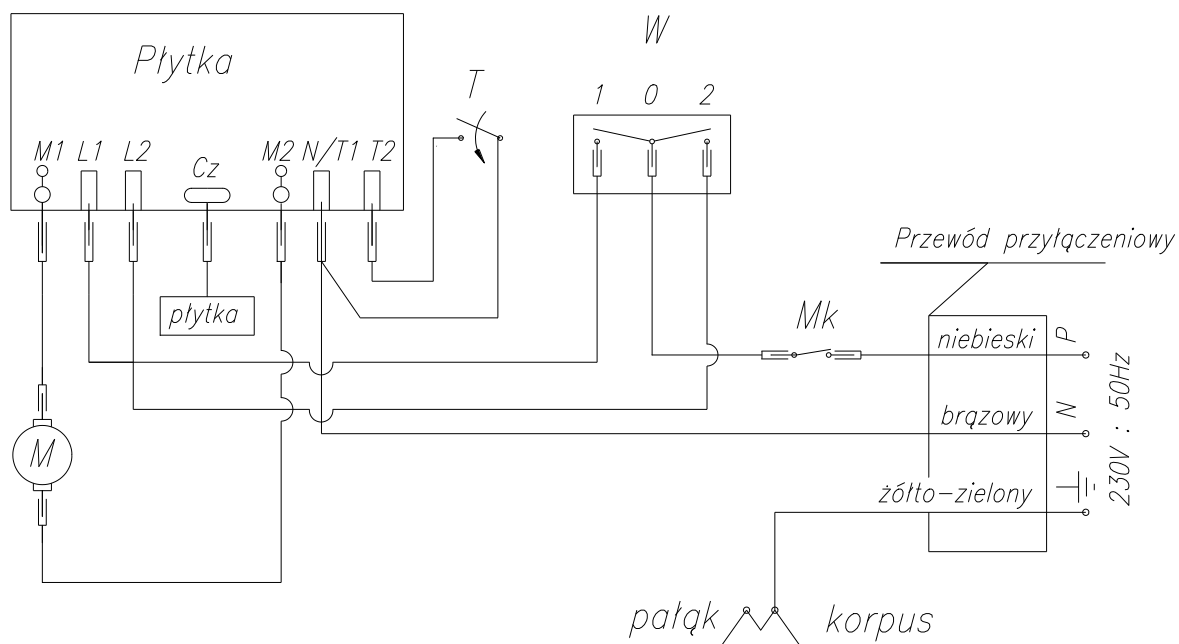 W
Płytka
T
1 0 2
M1 L1 L2 Cz M2 N/T1 T2
Przewód przyłączeniowy
płytka
Mk
niebieski P
brązowy N
M
żółto-zielony
230V : 50Hz
pałąk korpus